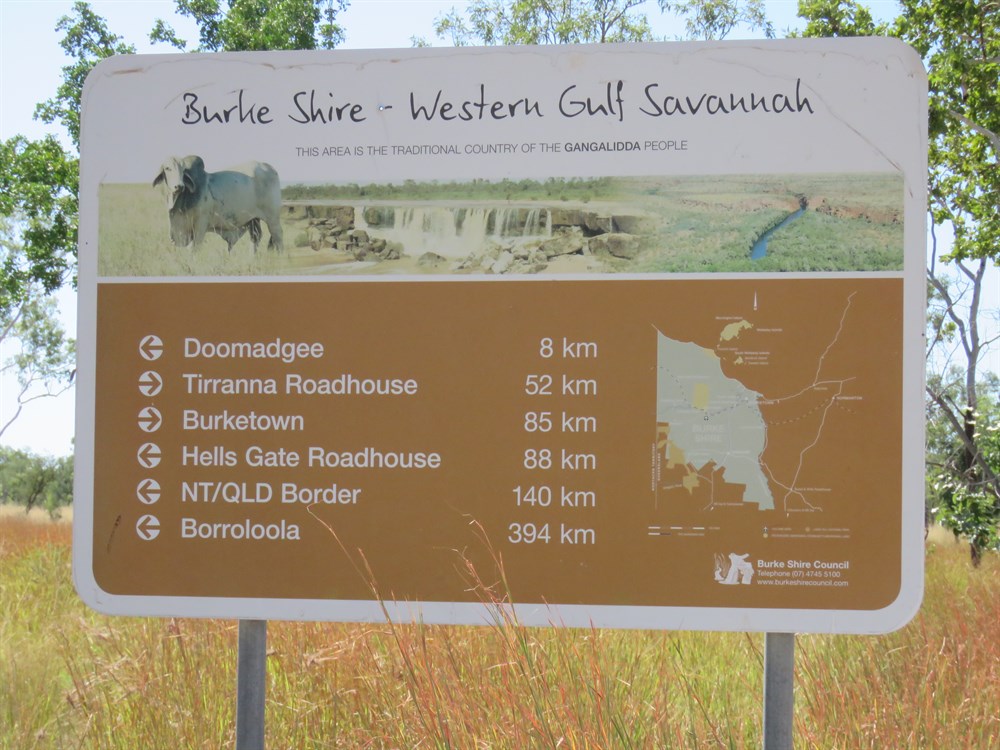 Burke Shire - Western Gulf Savannah
THIS AREA IS THE TRADITIONAL COUNTRY OF THE GANGALIDDA PEOPLE
Doomadgee 8 km
Tirranna Roadhouse 52 km
Burketown 85 km
Hells Gate Roadhouse 88 km
NT/QLD Border 140 km
Borroloola 394 km
BURKE
SHIRE
Burke Shire Council
Telephone (07) 4745 5100
www.burkeshirecouncil.com